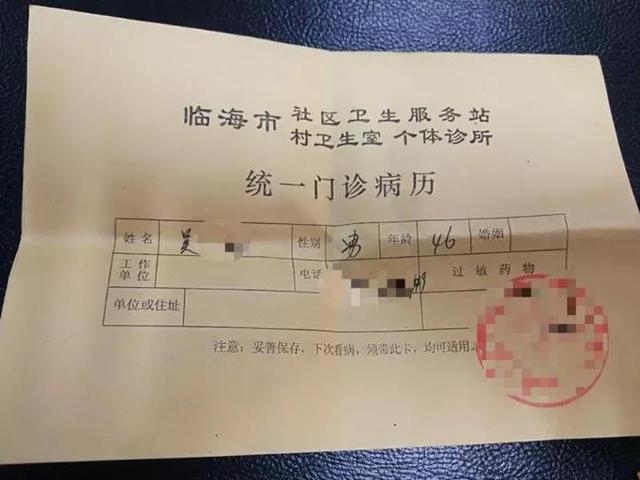 临海市 社区卫生服务站
村卫生室 个体诊所
统一门诊病历
姓名 吴 性别 男 年龄 46 婚姻
工作单位 电话 过敏药物
单位或住址
注意：妥善保存，下次看病，须带此卡，均可适用。